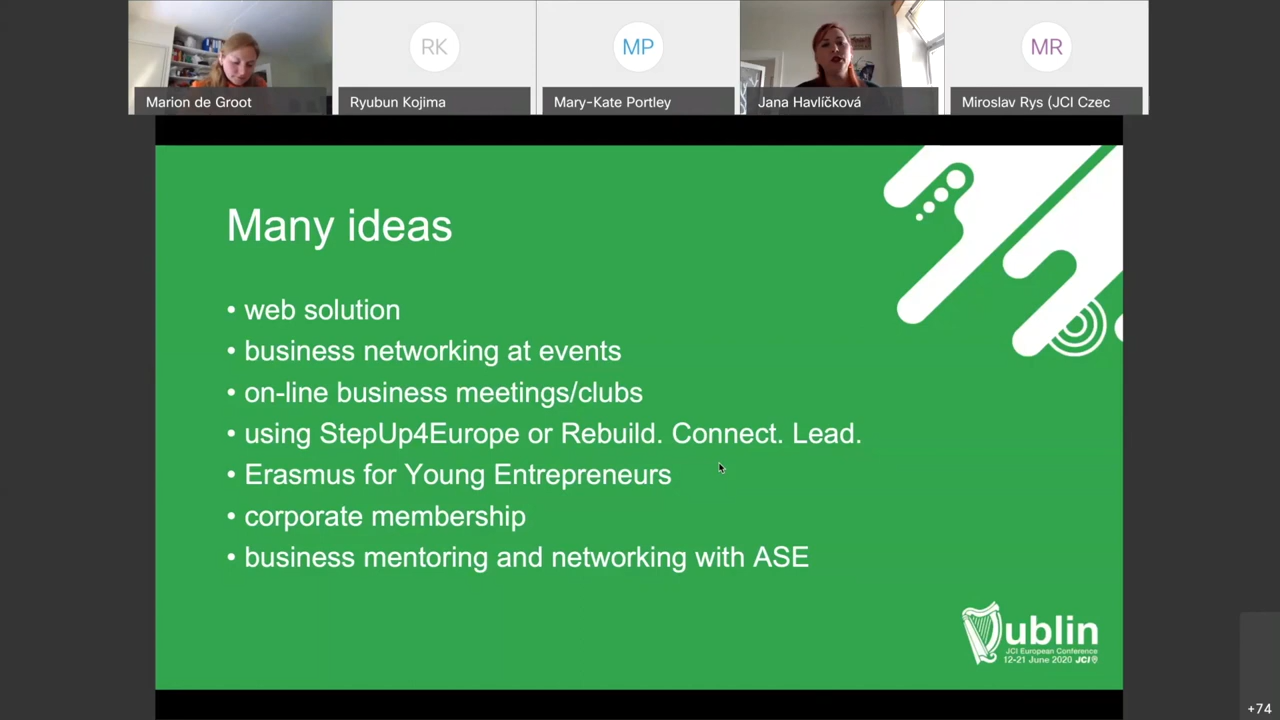 RK
MP
MR
Marion de Groot
Ryubun Kojima
Mary-Kate Portley
Jana Havlíčková
Miroslav Rys (JCI Czec
Many ideas
• web solution
• business networking at events
• on-line business meetings/clubs
• using StepUp4Europe or Rebuild. Connect. Lead.
• Erasmus for Young Entrepreneurs
• corporate membership
• business mentoring and networking with ASE
ublin
JCI European Conference
12-21 June 2020 JCI
+74